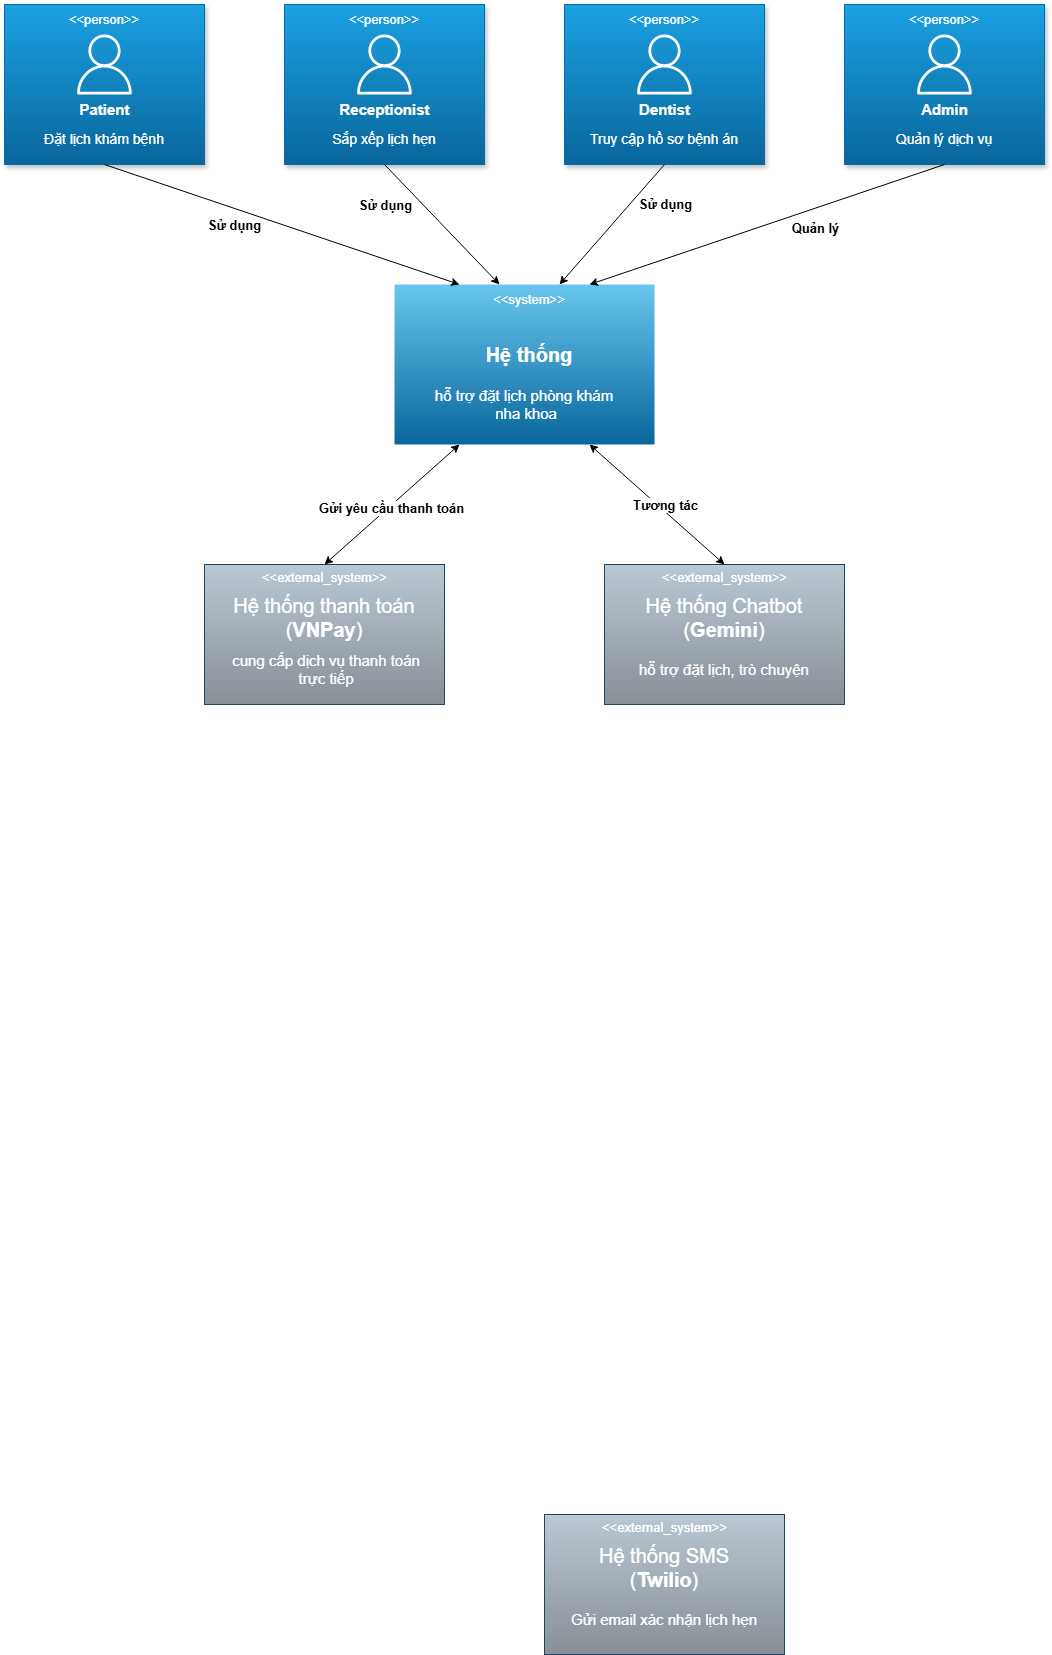 <<person>>
Patient
Đặt lịch khám bệnh
<<person>>
Receptionist
Sắp xếp lịch hẹn
<<person>>
Dentist
Truy cập hồ sơ bệnh án
<<person>>
Admin
Quản lý dịch vụ
Sử dụng
Sử dụng
Sử dụng
Quản lý
<<system>>
Hệ thống
hỗ trợ đặt lịch phòng khám
nha khoa
Gửi yêu cầu thanh toán
Tương tác
<<external_system>>
Hệ thống thanh toán
(VNPay)
cung cấp dịch vụ thanh toán
trực tiếp
<<external_system>>
Hệ thống Chatbot
(Gemini)
hỗ trợ đặt lịch, trò chuyện
<<external_system>>
Hệ thống SMS
(Twilio)
Gửi email xác nhận lịch hẹn